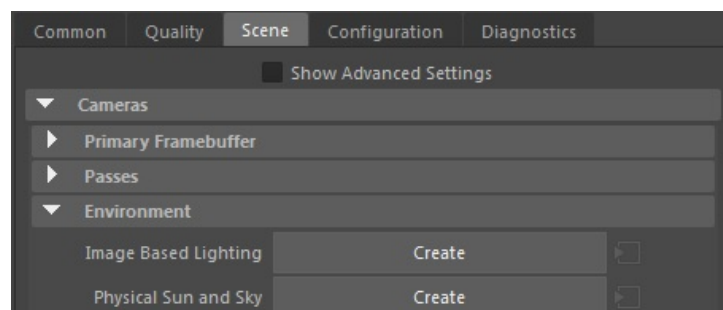 Common Quality Scene Configuration Diagnostics
Show Advanced Settings
Cameras
Primary Framebuffer
Passes
Environment
Image Based Lighting Create
Physical Sun and Sky Create